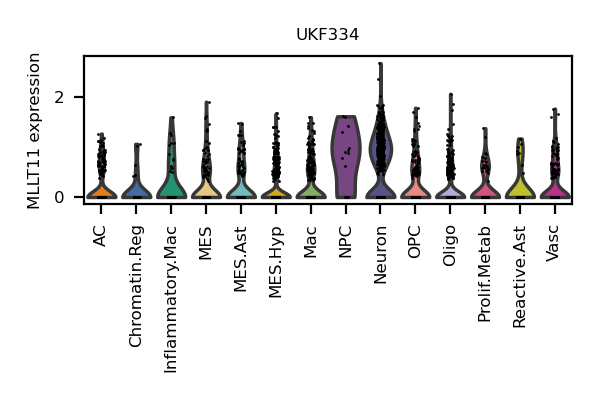 UKF334
MLLT11 expression
2
0
AC
Chromatin.Reg
Inflammatory.Mac
MES
MES.Ast
MES.Hyp
Mac
NPC
Neuron
OPC
Oligo
Prolif.Metab
Reactive.Ast
Vasc